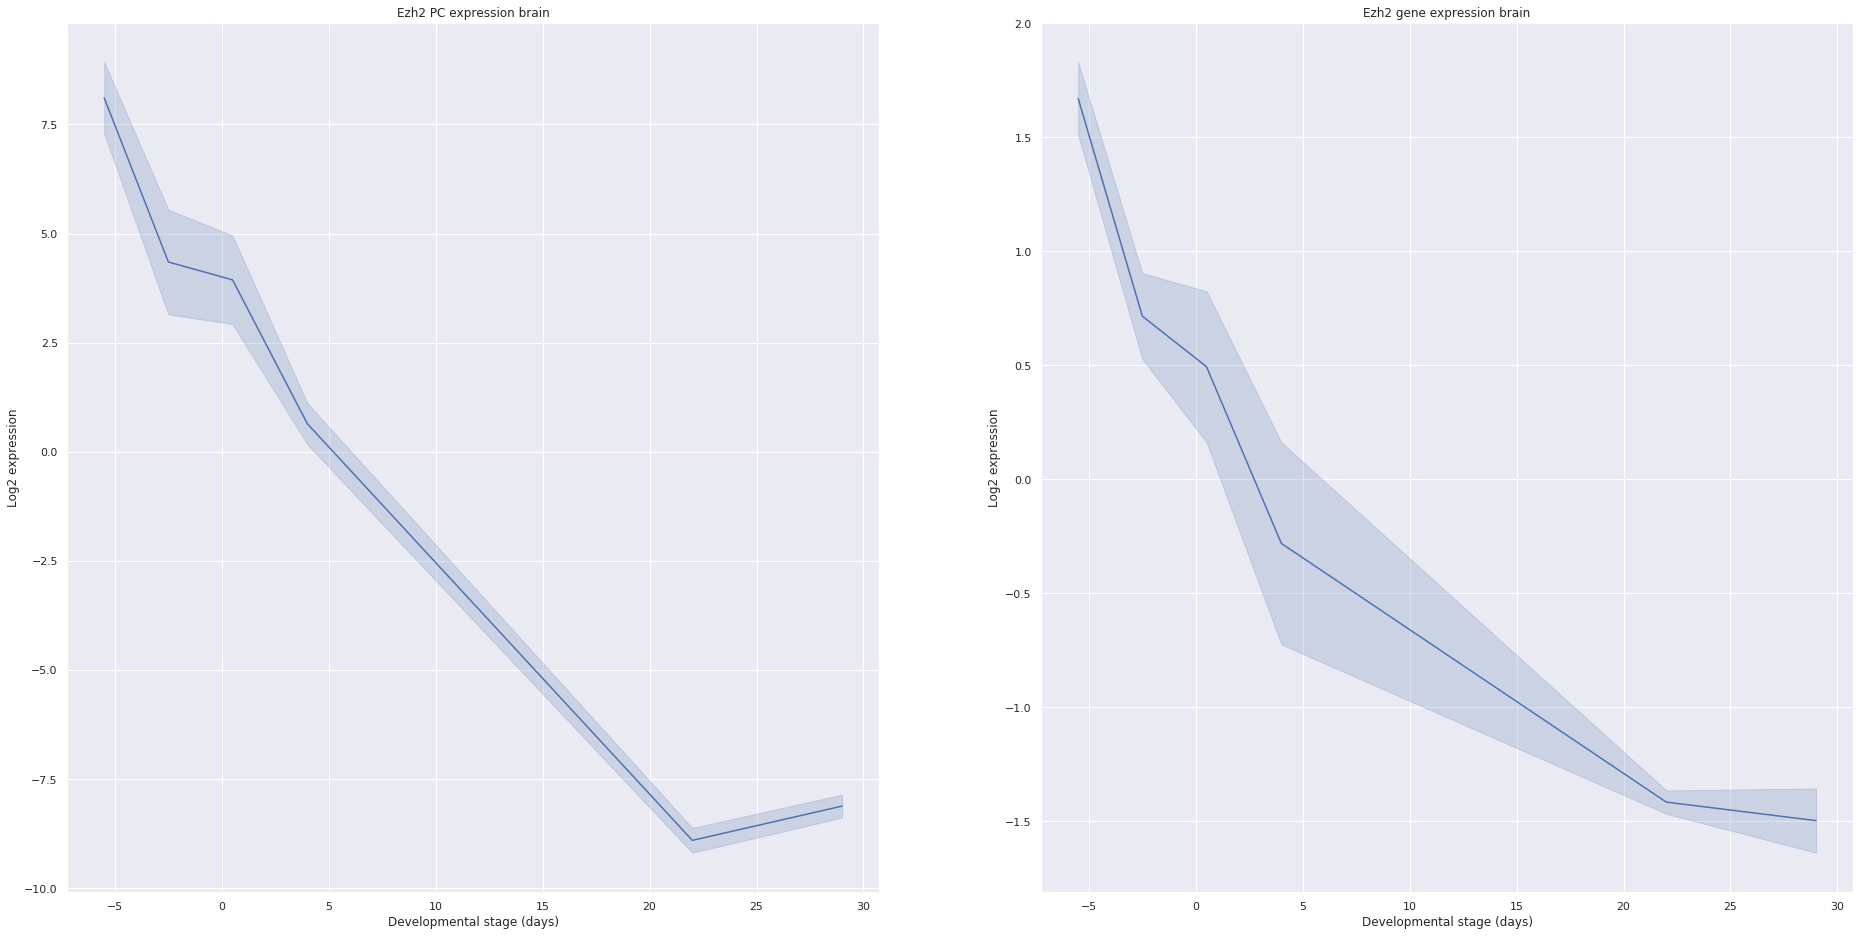 Ezh2 PC expression brain
Log2 expression
7.5
5.0
2.5
0.0
−2.5
−5.0
−7.5
−10.0
−5 0 5 10 15 20 25 30
Developmental stage (days)
Ezh2 gene expression brain
Log2 expression
2.0
1.5
1.0
0.5
0.0
−0.5
−1.0
−1.5
−5 0 5 10 15 20 25 30
Developmental stage (days)